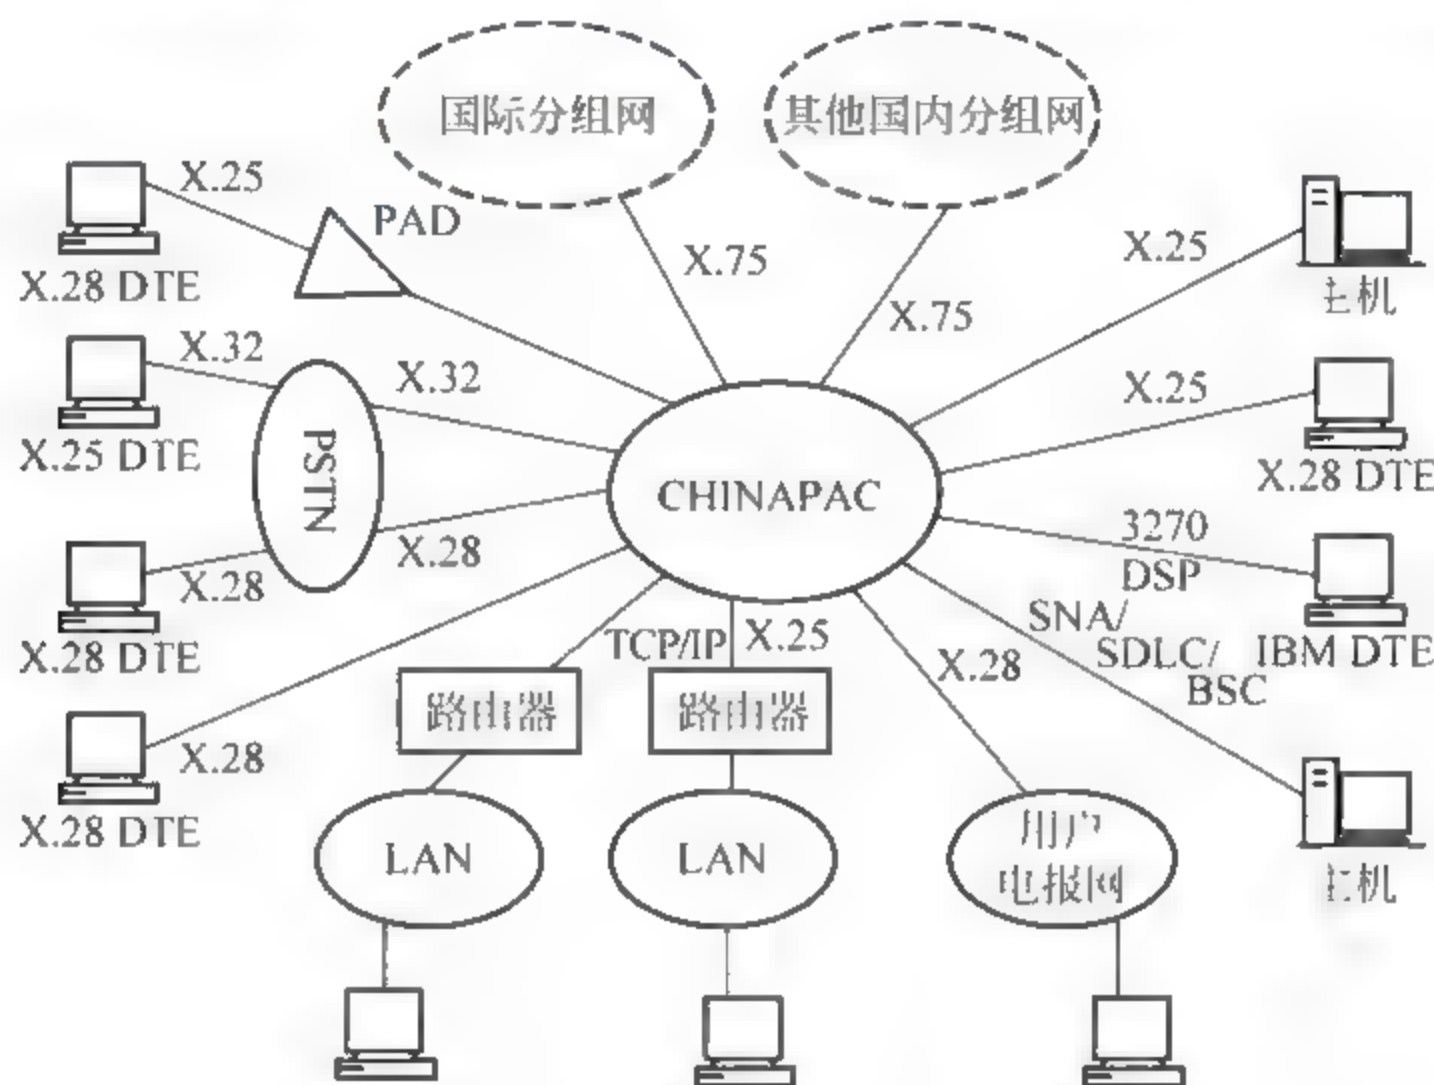 国际分组网
其他国内分组网
X.25
PAD
X.28 DTE
X.75
X.75
X.25
主机
X.32
X.32
X.25 DTE
PSTN
X.25
X.28 DTE
CHINAPAC
X.28
X.28
X.28 DTE
3270
DSP
IBM DTE
SNA/
SDLC/
BSC
TCP/IP
X.25
X.28
路由器
路由器
X.28
X.28 DTE
LAN
LAN
用户
电报网
主机